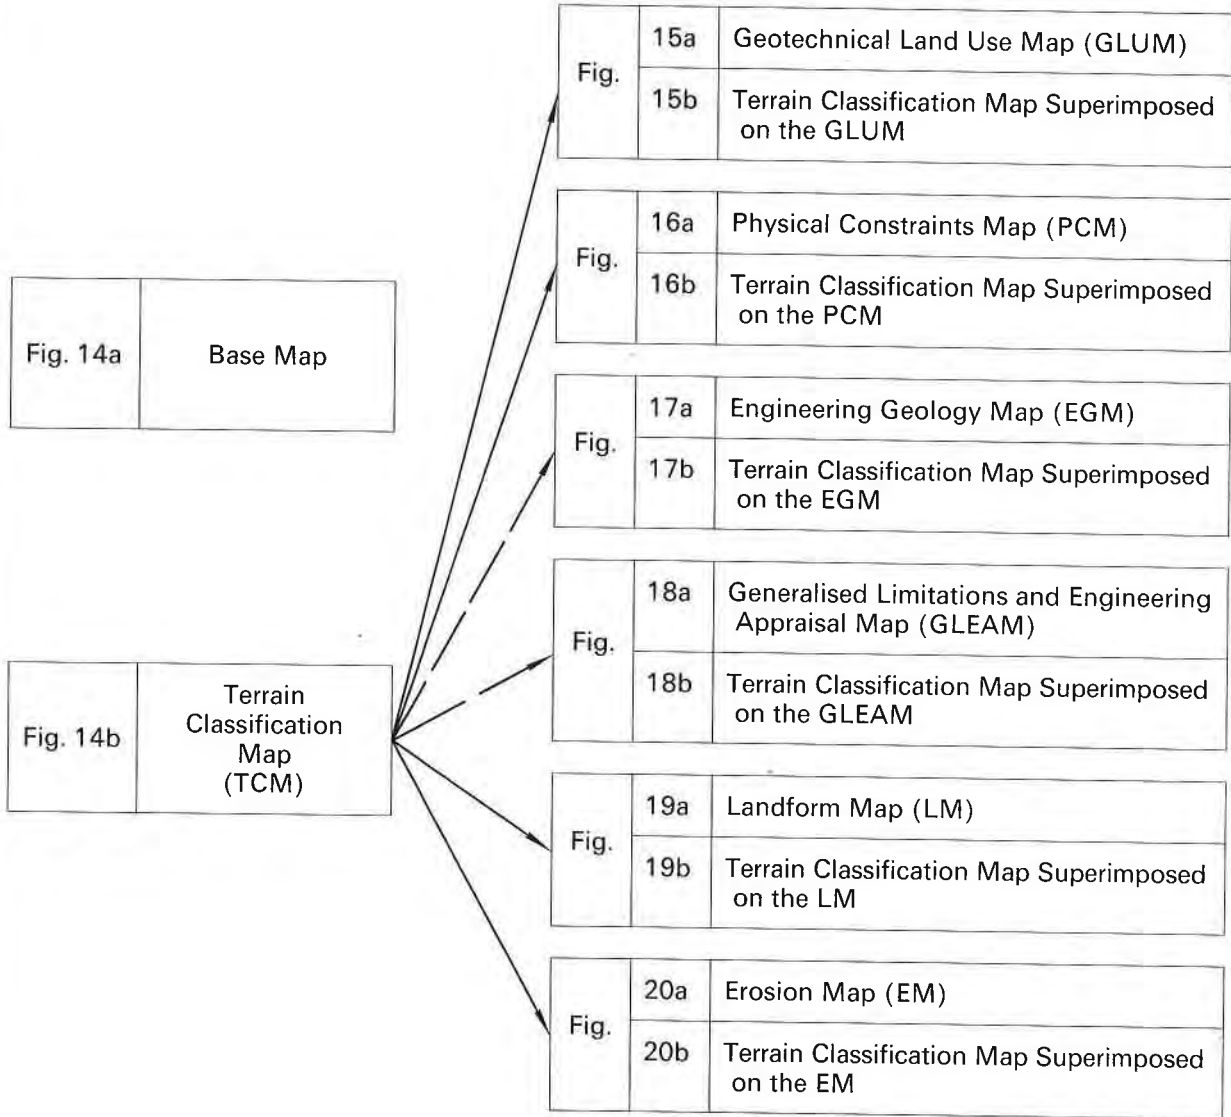 Fig. 14a
Base Map
Fig. 14b
Terrain
Classification
Map
(TCM)
Fig.
15a
Geotechnical Land Use Map (GLUM)
15b
Terrain Classification Map Superimposed
on the GLUM
Fig.
16a
Physical Constraints Map (PCM)
16b
Terrain Classification Map Superimposed
on the PCM
Fig.
17a
Engineering Geology Map (EGM)
17b
Terrain Classification Map Superimposed
on the EGM
Fig.
18a
Generalised Limitations and Engineering
Appraisal Map (GLEAM)
18b
Terrain Classification Map Superimposed
on the GLEAM
Fig.
19a
Landform Map (LM)
19b
Terrain Classification Map Superimposed
on the LM
Fig.
20a
Erosion Map (EM)
20b
Terrain Classification Map Superimposed
on the EM